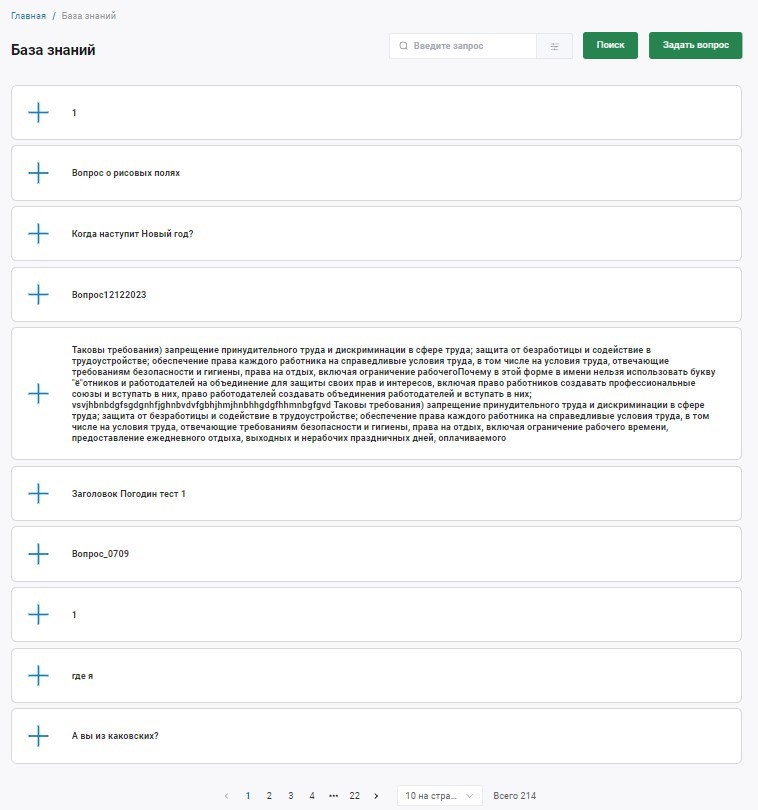 Главная / База знаний
База знаний
Введите запрос
Поиск
Задать вопрос
1
Вопрос о рисовых полях
Когда наступит Новый год?
Вопрос12122023
Таковы требования) запрещение принудительного труда и дискриминации в сфере труда; защита от безработицы и содействие в
трудоустройстве; обеспечение права каждого работника на справедливые условия труда, в том числе на условия труда, отвечающие
требованиям безопасности и гигиены, права на отдых, включая ограничение рабочегоПочему в этой форме в имени нельзя использовать букву
"ё"отников и работодателей на объединение для защиты своих прав и интересов, включая право работников создавать профессиональные
союзы и вступать в них, право работодателей создавать объединения работодателей и вступать в них;
vsvjhbnbdgfsgdgnhfjghnbvdvfgbhjhmjhnbhhgdgfhhmnbgfgvd Таковы требования) запрещение принудительного труда и дискриминации в сфере
труда; защита от безработицы и содействие в трудоустройстве; обеспечение права каждого работника на справедливые условия труда, в том
числе на условия труда, отвечающие требованиям безопасности и гигиены, права на отдых, включая ограничение рабочего времени,
предоставление ежедневного отдыха, выходных и нерабочих праздничных дней, оплачиваемого
Заголовок Погодин тест 1
Вопрос_0709
1
где я
А вы из каковских?
‹ 1 2 3 4 ••• 22 › 10 на стра... Всего 214